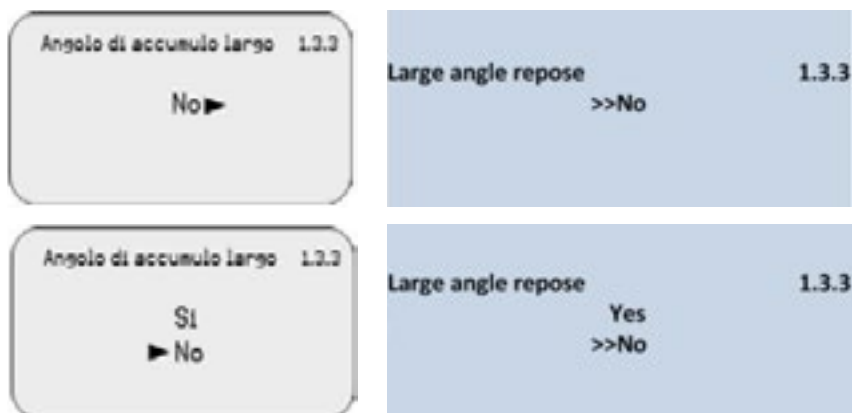 Angolo di accumulo largo 1.3.3
No►
Large angle repose 1.3.3
>>No
Angolo di accumulo largo 1.3.3
Si
►No
Large angle repose 1.3.3
Yes
>>No